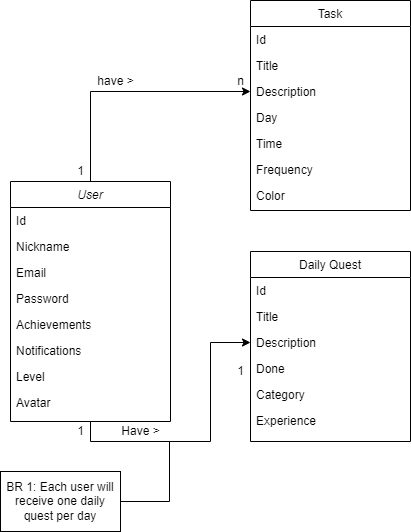 Task
Id
Title
Description
Day
Time
Frequency
Color
have >
n
1
User
Id
Nickname
Email
Password
Achievements
Notifications
Level
Avatar
1
Have >
Daily Quest
Id
Title
Description
Done
Category
Experience
1
BR 1: Each user will
receive one daily
quest per day